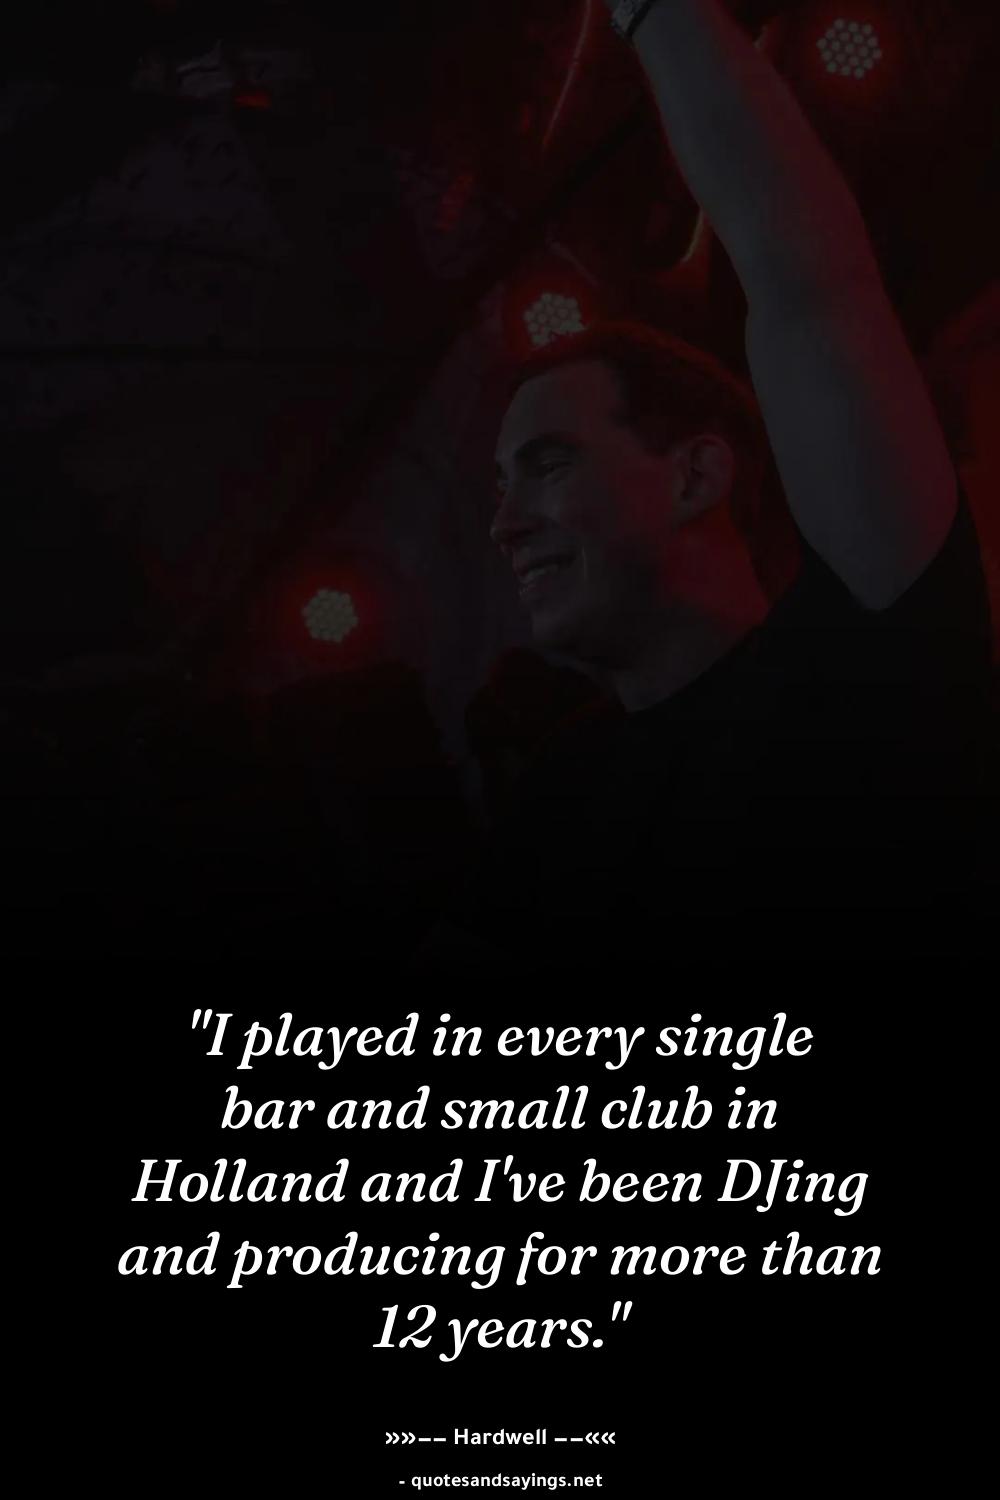 "I played in every single
bar and small club in
Holland and I've been DJing
and producing for more than
12 years."
»»−− Hardwell −−««
- quotesandsayings.net